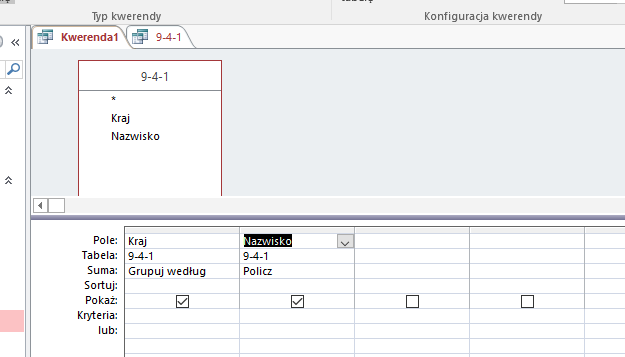 Typ kwerendy
Konfiguracja kwerendy
Kwerenda1
9-4-1
9-4-1
*
Kraj
Nazwisko
Pole: Kraj Nazwisko
Tabela: 9-4-1 9-4-1
Suma: Grupuj według Policz
Sortuj:
Pokaż:
Kryteria:
lub: